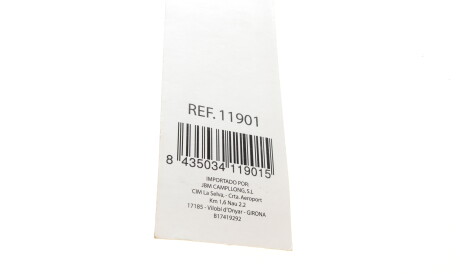 REF. 11901
8 435034 119015
IMPORTADO POR:
JBM CAMPLLONG, S.L
CIM La Selva, - Crta. Aeroport
Km 1,6 Nau 2,2
17185 - Vilobi d'Onyar - GIRONA
B17419292